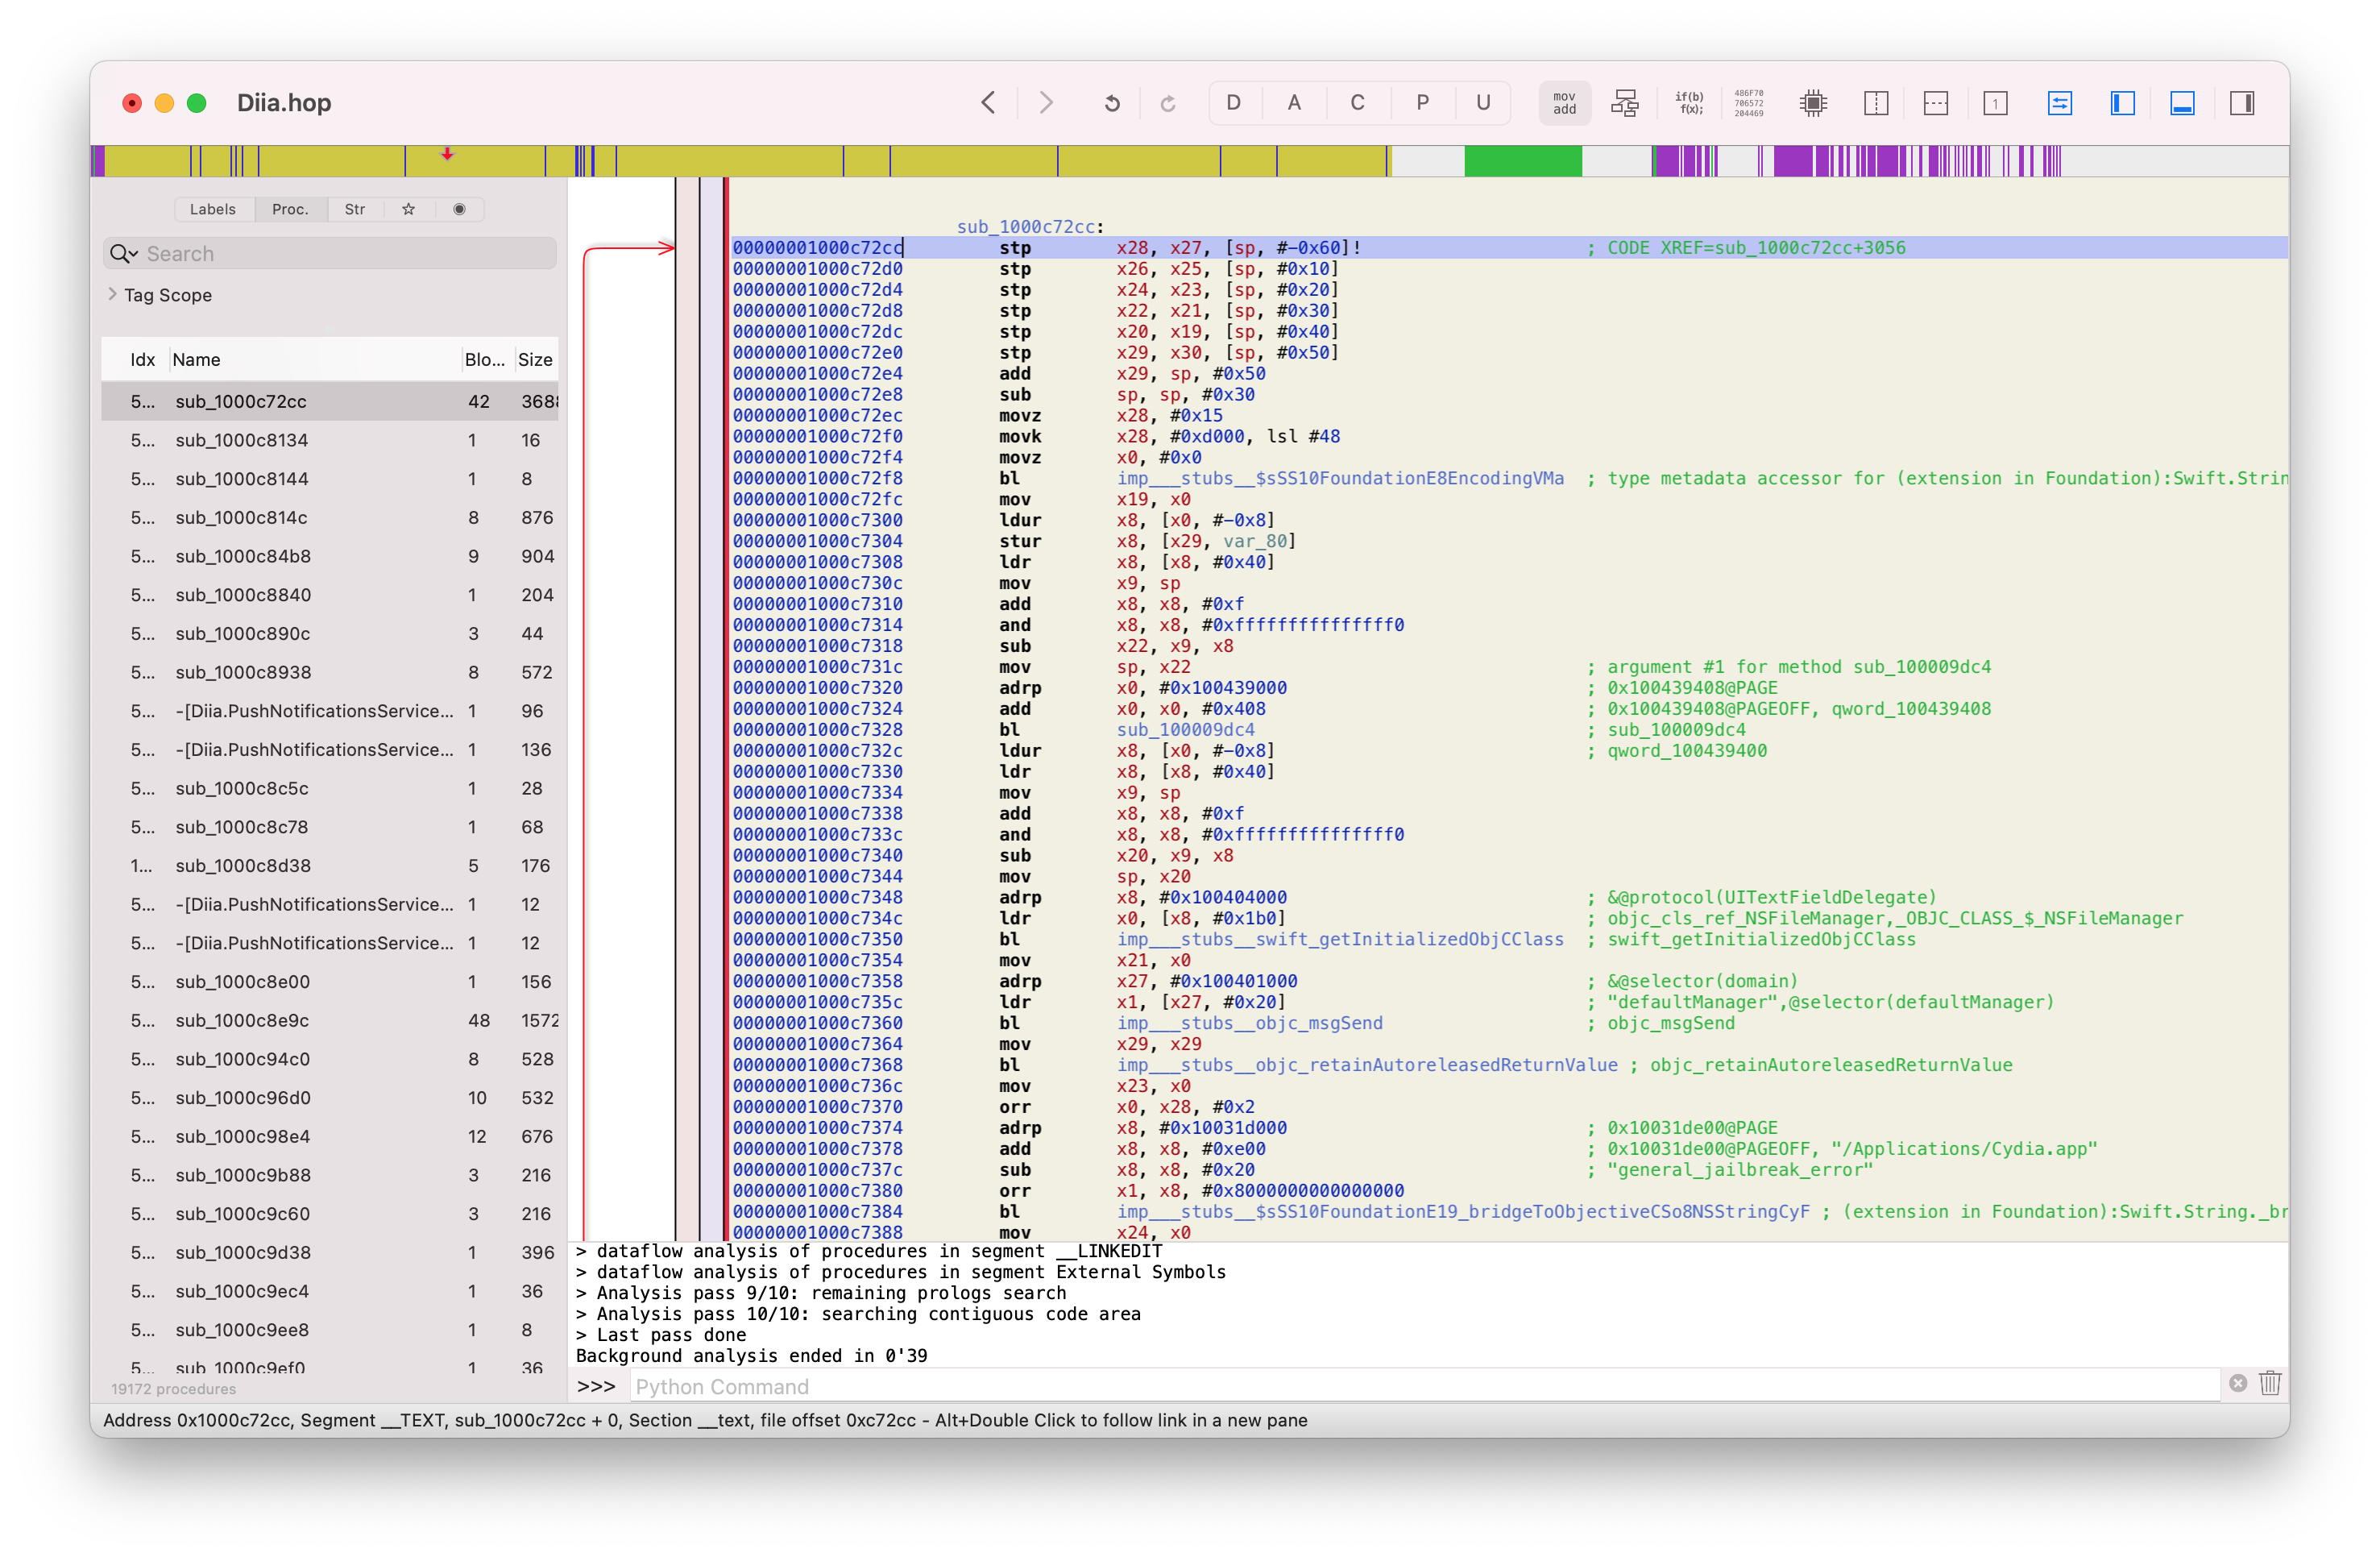 Diia.hop
D A C P U
mov add
if(b) f(x);
486F70 706572 204469
1
Labels Proc. Str
Search
Tag Scope
Idx Name Blo... Size
5... sub_1000c72cc 42 368
5... sub_1000c8134 1 16
5... sub_1000c8144 1 8
5... sub_1000c814c 8 876
5... sub_1000c84b8 9 904
5... sub_1000c8840 1 204
5... sub_1000c890c 3 44
5... sub_1000c8938 8 572
5... -[Diia.PushNotificationsService... 1 96
5... -[Diia.PushNotificationsService... 1 136
5... sub_1000c8c5c 1 28
5... sub_1000c8c78 1 68
1... sub_1000c8d38 5 176
5... -[Diia.PushNotificationsService... 1 12
5... -[Diia.PushNotificationsService... 1 12
5... sub_1000c8e00 1 156
5... sub_1000c8e9c 48 1572
5... sub_1000c94c0 8 528
5... sub_1000c96d0 10 532
5... sub_1000c98e4 12 676
5... sub_1000c9b88 3 216
5... sub_1000c9c60 3 216
5... sub_1000c9d38 1 396
5... sub_1000c9ec4 1 36
5... sub_1000c9ee8 1 8
5... sub_1000c9ef0 1 36
19172 procedures
sub_1000c72cc:
00000001000c72cc stp x28, x27, [sp, #-0x60]! ; CODE XREF=sub_1000c72cc+3056
00000001000c72d0 stp x26, x25, [sp, #0x10]
00000001000c72d4 stp x24, x23, [sp, #0x20]
00000001000c72d8 stp x22, x21, [sp, #0x30]
00000001000c72dc stp x20, x19, [sp, #0x40]
00000001000c72e0 stp x29, x30, [sp, #0x50]
00000001000c72e4 add x29, sp, #0x50
00000001000c72e8 sub sp, sp, #0x30
00000001000c72ec movz x28, #0x15
00000001000c72f0 movk x28, #0xd000, lsl #48
00000001000c72f4 movz x0, #0x0
00000001000c72f8 bl imp___stubs__$sSS10FoundationE8EncodingVMa ; type metadata accessor for (extension in Foundation):Swift.Strin
00000001000c72fc mov x19, x0
00000001000c7300 ldur x8, [x0, #-0x8]
00000001000c7304 stur x8, [x29, var_80]
00000001000c7308 ldr x8, [x8, #0x40]
00000001000c730c mov x9, sp
00000001000c7310 add x8, x8, #0xf
00000001000c7314 and x8, x8, #0xfffffffffffffff0
00000001000c7318 sub x22, x9, x8
00000001000c731c mov sp, x22 ; argument #1 for method sub_100009dc4
00000001000c7320 adrp x0, #0x100439000 ; 0x100439408@PAGE
00000001000c7324 add x0, x0, #0x408 ; 0x100439408@PAGEOFF, qword_100439408
00000001000c7328 bl sub_100009dc4 ; sub_100009dc4
00000001000c732c ldur x8, [x0, #-0x8] ; qword_100439400
00000001000c7330 ldr x8, [x8, #0x40]
00000001000c7334 mov x9, sp
00000001000c7338 add x8, x8, #0xf
00000001000c733c and x8, x8, #0xfffffffffffffff0
00000001000c7340 sub x20, x9, x8
00000001000c7344 mov sp, x20
00000001000c7348 adrp x8, #0x100404000 ; &@protocol(UITextFieldDelegate)
00000001000c734c ldr x0, [x8, #0x1b0] ; objc_cls_ref_NSFileManager,_OBJC_CLASS_$_NSFileManager
00000001000c7350 bl imp___stubs__swift_getInitializedObjCClass ; swift_getInitializedObjCClass
00000001000c7354 mov x21, x0
00000001000c7358 adrp x27, #0x100401000 ; &@selector(domain)
00000001000c735c ldr x1, [x27, #0x20] ; "defaultManager",@selector(defaultManager)
00000001000c7360 bl imp___stubs__objc_msgSend ; objc_msgSend
00000001000c7364 mov x29, x29
00000001000c7368 bl imp___stubs__objc_retainAutoreleasedReturnValue ; objc_retainAutoreleasedReturnValue
00000001000c736c mov x23, x0
00000001000c7370 orr x0, x28, #0x2
00000001000c7374 adrp x8, #0x10031d000 ; 0x10031de00@PAGE
00000001000c7378 add x8, x8, #0xe00 ; 0x10031de00@PAGEOFF, "/Applications/Cydia.app"
00000001000c737c sub x8, x8, #0x20 ; "general_jailbreak_error"
00000001000c7380 orr x1, x8, #0x8000000000000000
00000001000c7384 bl imp___stubs__$sSS10FoundationE19_bridgeToObjectiveCSo8NSStringCyF ; (extension in Foundation):Swift.String._br
00000001000c7388 mov x24, x0
> dataflow analysis of procedures in segment __LINKEDIT
> dataflow analysis of procedures in segment External Symbols
> Analysis pass 9/10: remaining prologs search
> Analysis pass 10/10: searching contiguous code area
> Last pass done
Background analysis ended in 0'39
>>> Python Command
Address 0x1000c72cc, Segment __TEXT, sub_1000c72cc + 0, Section __text, file offset 0xc72cc - Alt+Double Click to follow link in a new pane